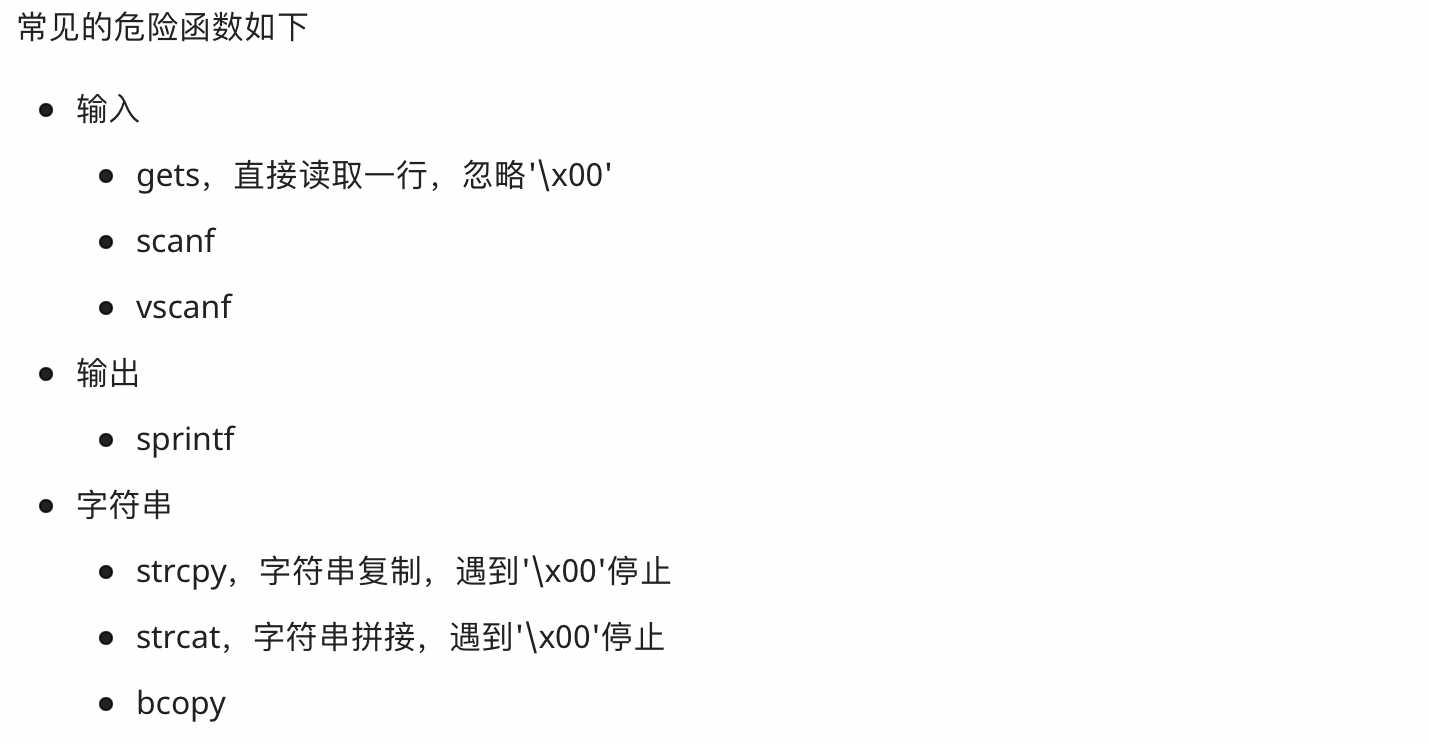 常见的危险函数如下
输入
gets，直接读取一行，忽略'\x00'
scanf
vscanf
输出
sprintf
字符串
strcpy，字符串复制，遇到'\x00'停止
strcat，字符串拼接，遇到'\x00'停止
bcopy